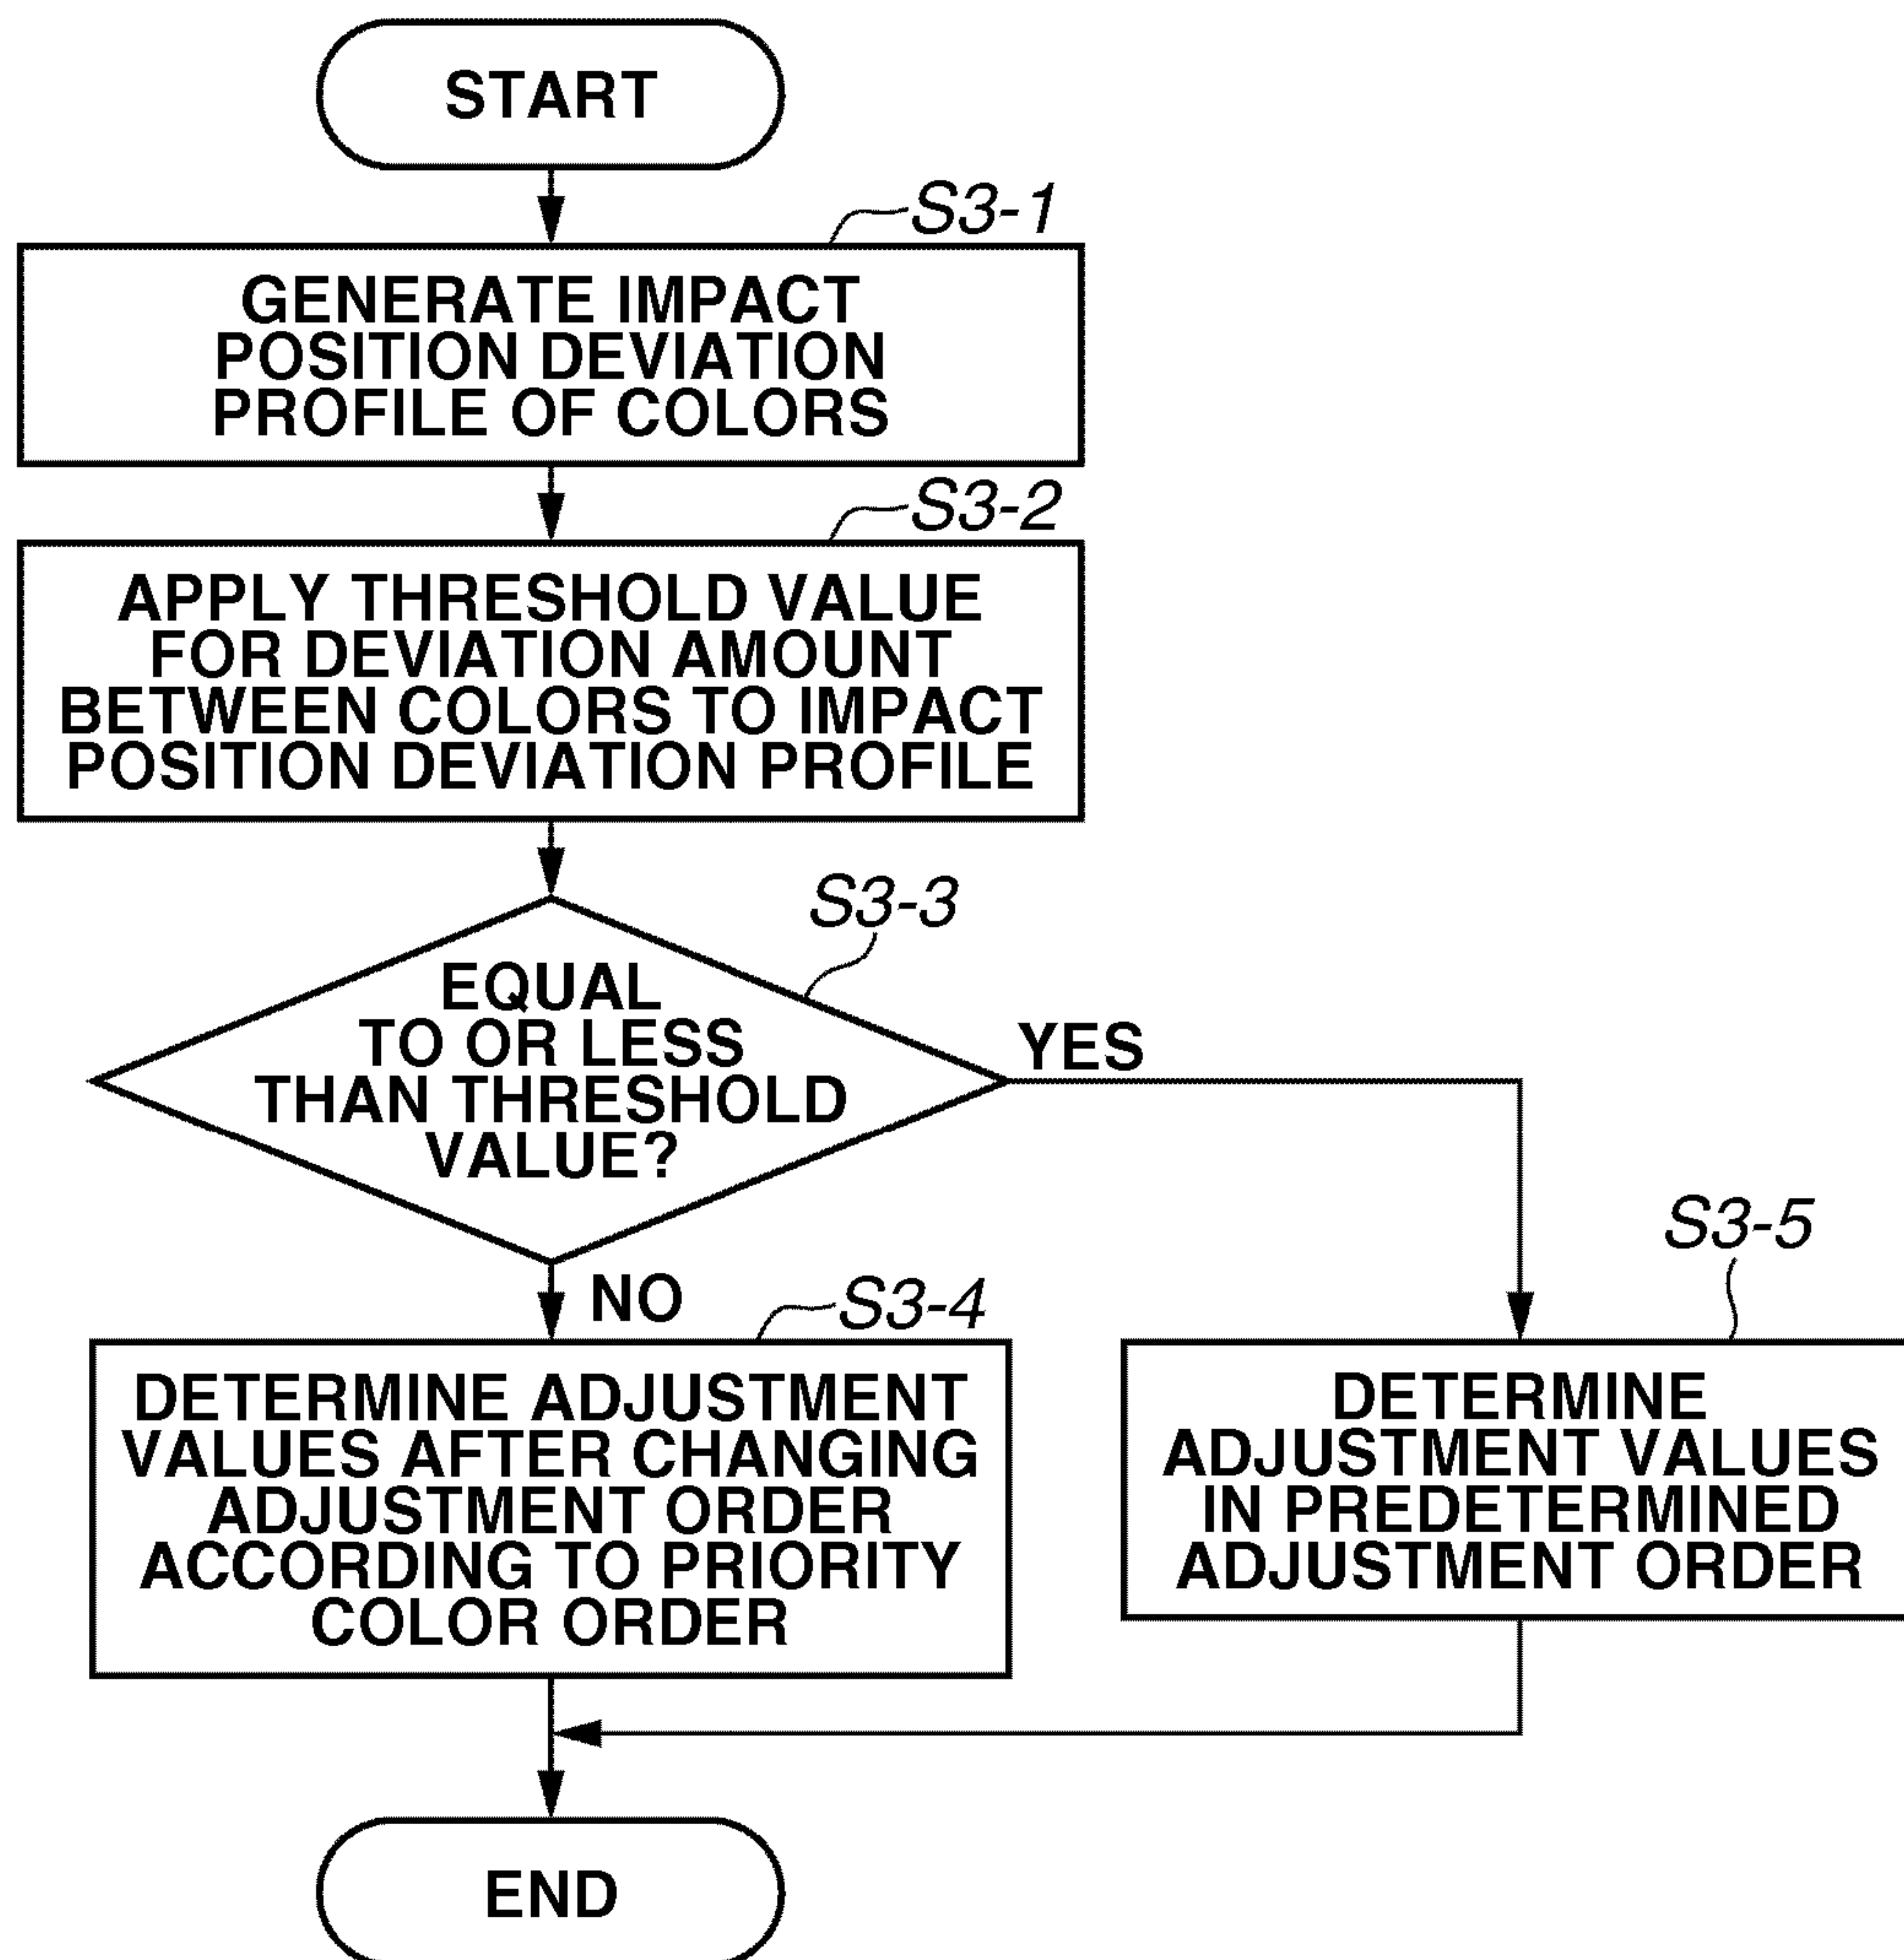 START
S3-1
GENERATE IMPACT
POSITION DEVIATION
PROFILE OF COLORS
S3-2
APPLY THRESHOLD VALUE
FOR DEVIATION AMOUNT
BETWEEN COLORS TO IMPACT
POSITION DEVIATION PROFILE
S3-3
EQUAL
TO OR LESS
THAN THRESHOLD
VALUE?
YES
NO
S3-4
DETERMINE ADJUSTMENT
VALUES AFTER CHANGING
ADJUSTMENT ORDER
ACCORDING TO PRIORITY
COLOR ORDER
S3-5
DETERMINE
ADJUSTMENT VALUES
IN PREDETERMINED
ADJUSTMENT ORDER
END